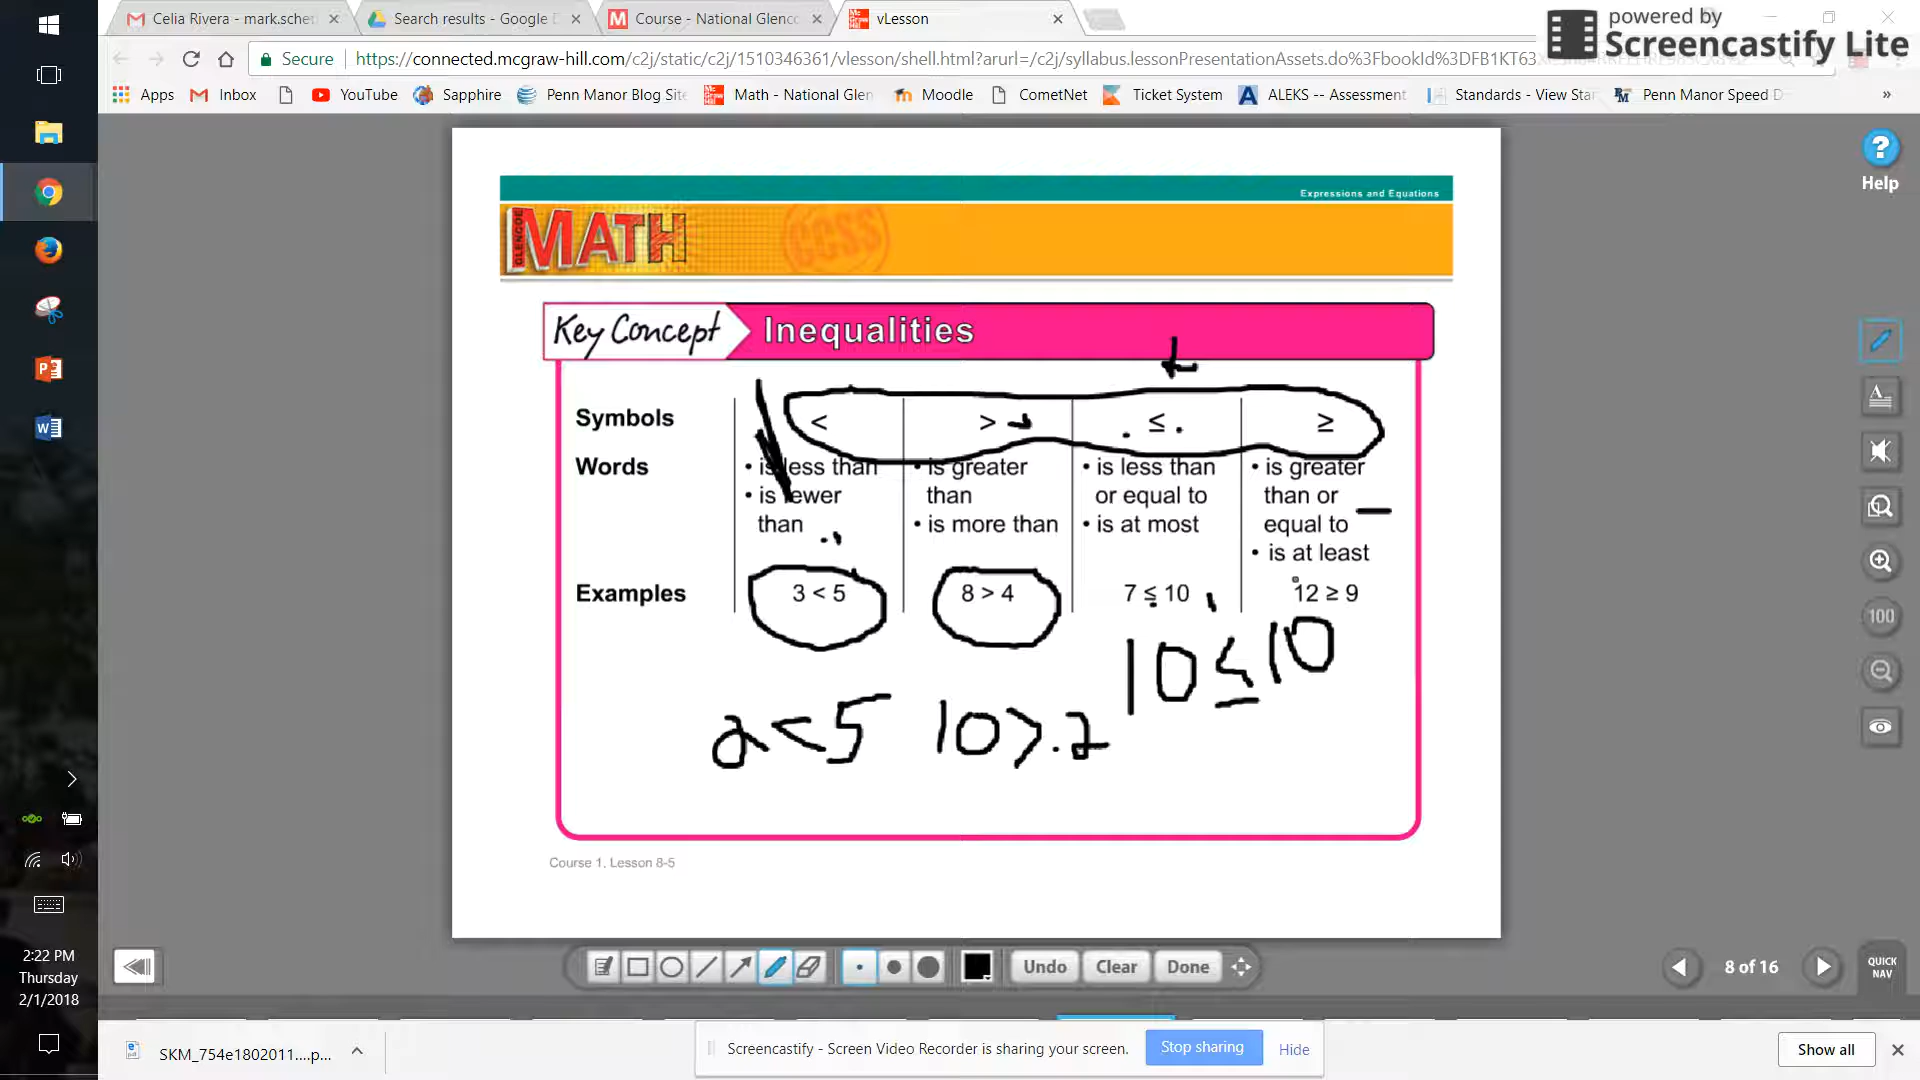 Celia Rivera - mark.schet
Search results - Google D
Course - National Glenco
vLesson
powered by
Screencastify Lite
Secure
https://connected.mcgraw-hill.com/c2j/static/c2j/1510346361/vlesson/shell.html?arurl=/c2j/syllabus.lessonPresentationAssets.do%3FbookId%3DFB1KT63
Apps
Inbox
YouTube
Sapphire
Penn Manor Blog Site
Math - National Glen
Moodle
CometNet
Ticket System
ALEKS -- Assessment
Standards - View Star
Penn Manor Speed D
»
Help
Expressions and Equations
GLENCOE
MATH
CCSS
Key Concept
Inequalities
Symbols < > ≤ ≥
Words
• is less than
• is fewer
than
• is greater
than
• is more than
• is less than
or equal to
• is at most
• is greater
than or
equal to
• is at least
Examples 3 < 5 8 > 4 7 ≤ 10 12 ≥ 9
10 ≤ 10
2 < 5 10 > .2
Course 1, Lesson 8-5
100
2:22 PM
Thursday
2/1/2018
Undo
Clear
Done
8 of 16
QUICK
NAV
SKM_754e1802011....p...
Screencastify - Screen Video Recorder is sharing your screen.
Stop sharing
Hide
Show all